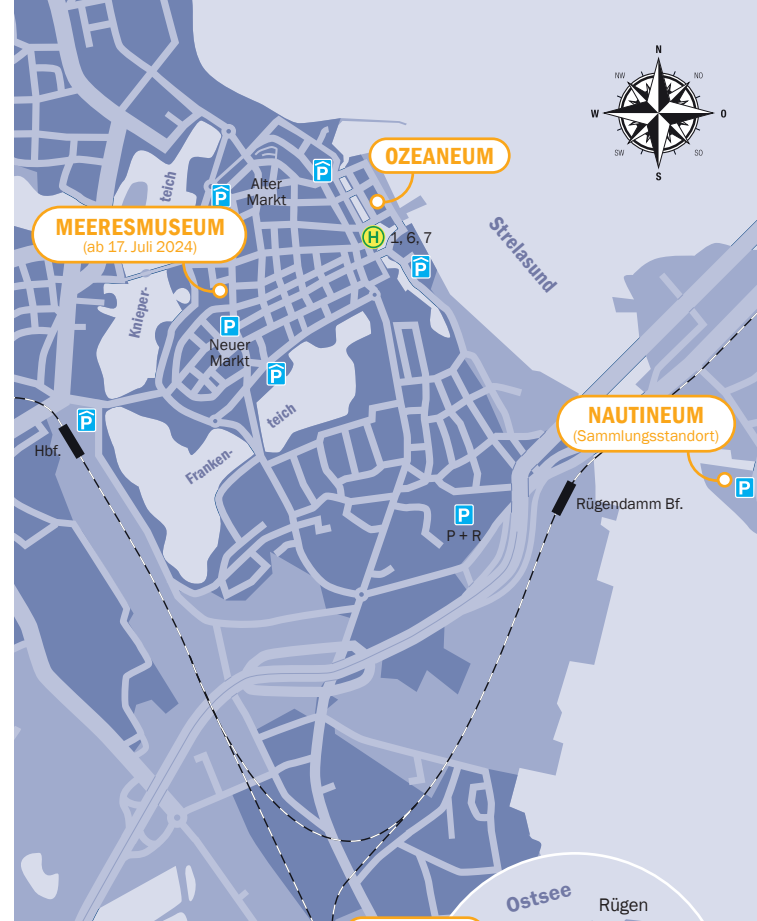 N
NW
NO
W
O
SW
SO
S
OZEANEUM
P
P
teich
Alter
Markt
MEERESMUSEUM
(ab 17. Juli 2024)
H 1, 6, 7
Strelasund
P
Knieper-
P
Neuer
Markt
P
teich
NAUTINEUM
(Sammlungsstandort)
P
Hbf.
Franken-
P
Rügendamm Bf.
P
P + R
Ostsee
Rügen